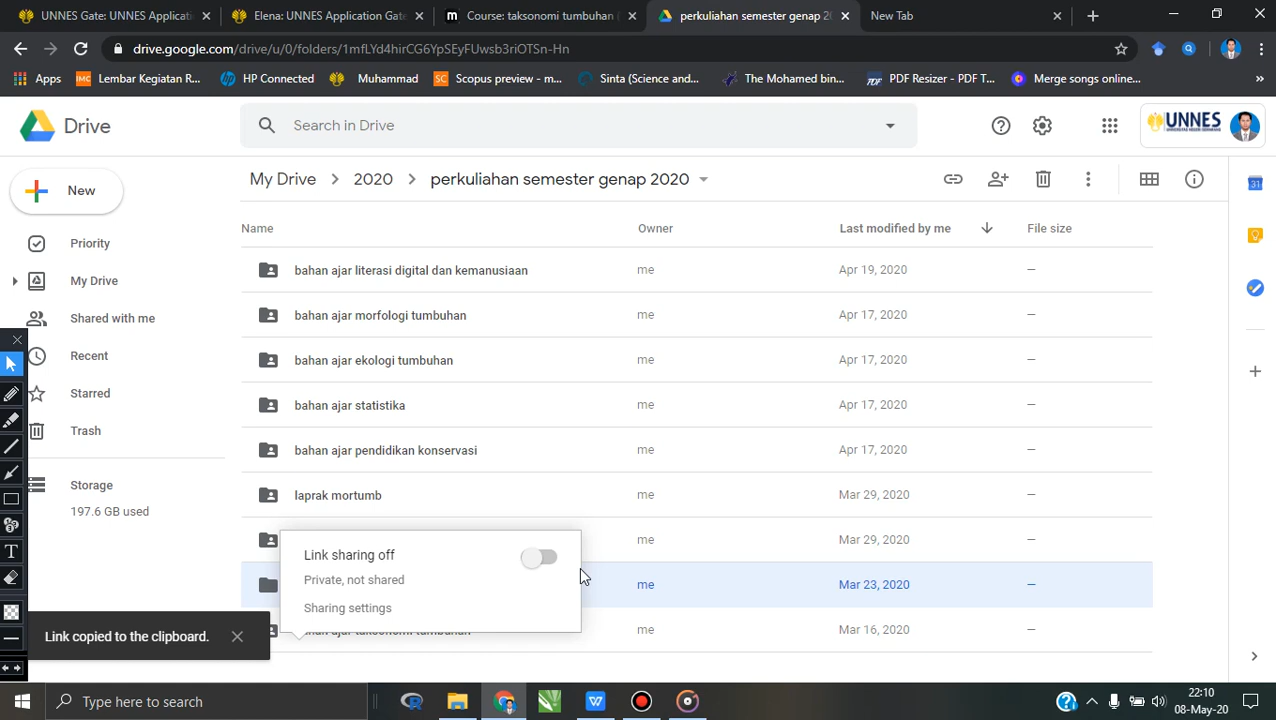 UNNES Gate: UNNES Applicati
Elena: UNNES Application Gate
Course: taksonomi tumbuhan
perkuliahan semester genap 20
New Tab
drive.google.com/drive/u/0/folders/1mfLYd4hirCG6YpSEyFUwsb3riOTSn-Hn
Apps
Lembar Kegiatan R...
HP Connected
Muhammad
Scopus preview - m...
Sinta (Science and...
The Mohamed bin...
PDF Resizer - PDF T...
Merge songs online...
Drive
Search in Drive
UNNES
New
My Drive
2020
perkuliahan semester genap 2020
31
Name
Owner
Last modified by me
File size
Priority
My Drive
Shared with me
Recent
Starred
Trash
Storage
197.6 GB used
bahan ajar literasi digital dan kemanusiaan me Apr 19, 2020 –
bahan ajar morfologi tumbuhan me Apr 17, 2020 –
bahan ajar ekologi tumbuhan me Apr 17, 2020 –
bahan ajar statistika me Apr 17, 2020 –
bahan ajar pendidikan konservasi me Apr 17, 2020 –
laprak mortumb me Mar 29, 2020 –
me Mar 29, 2020 –
me Mar 23, 2020 –
me Mar 16, 2020 –
Link sharing off
Private, not shared
Sharing settings
Link copied to the clipboard.
Type here to search
22:10
08-May-20